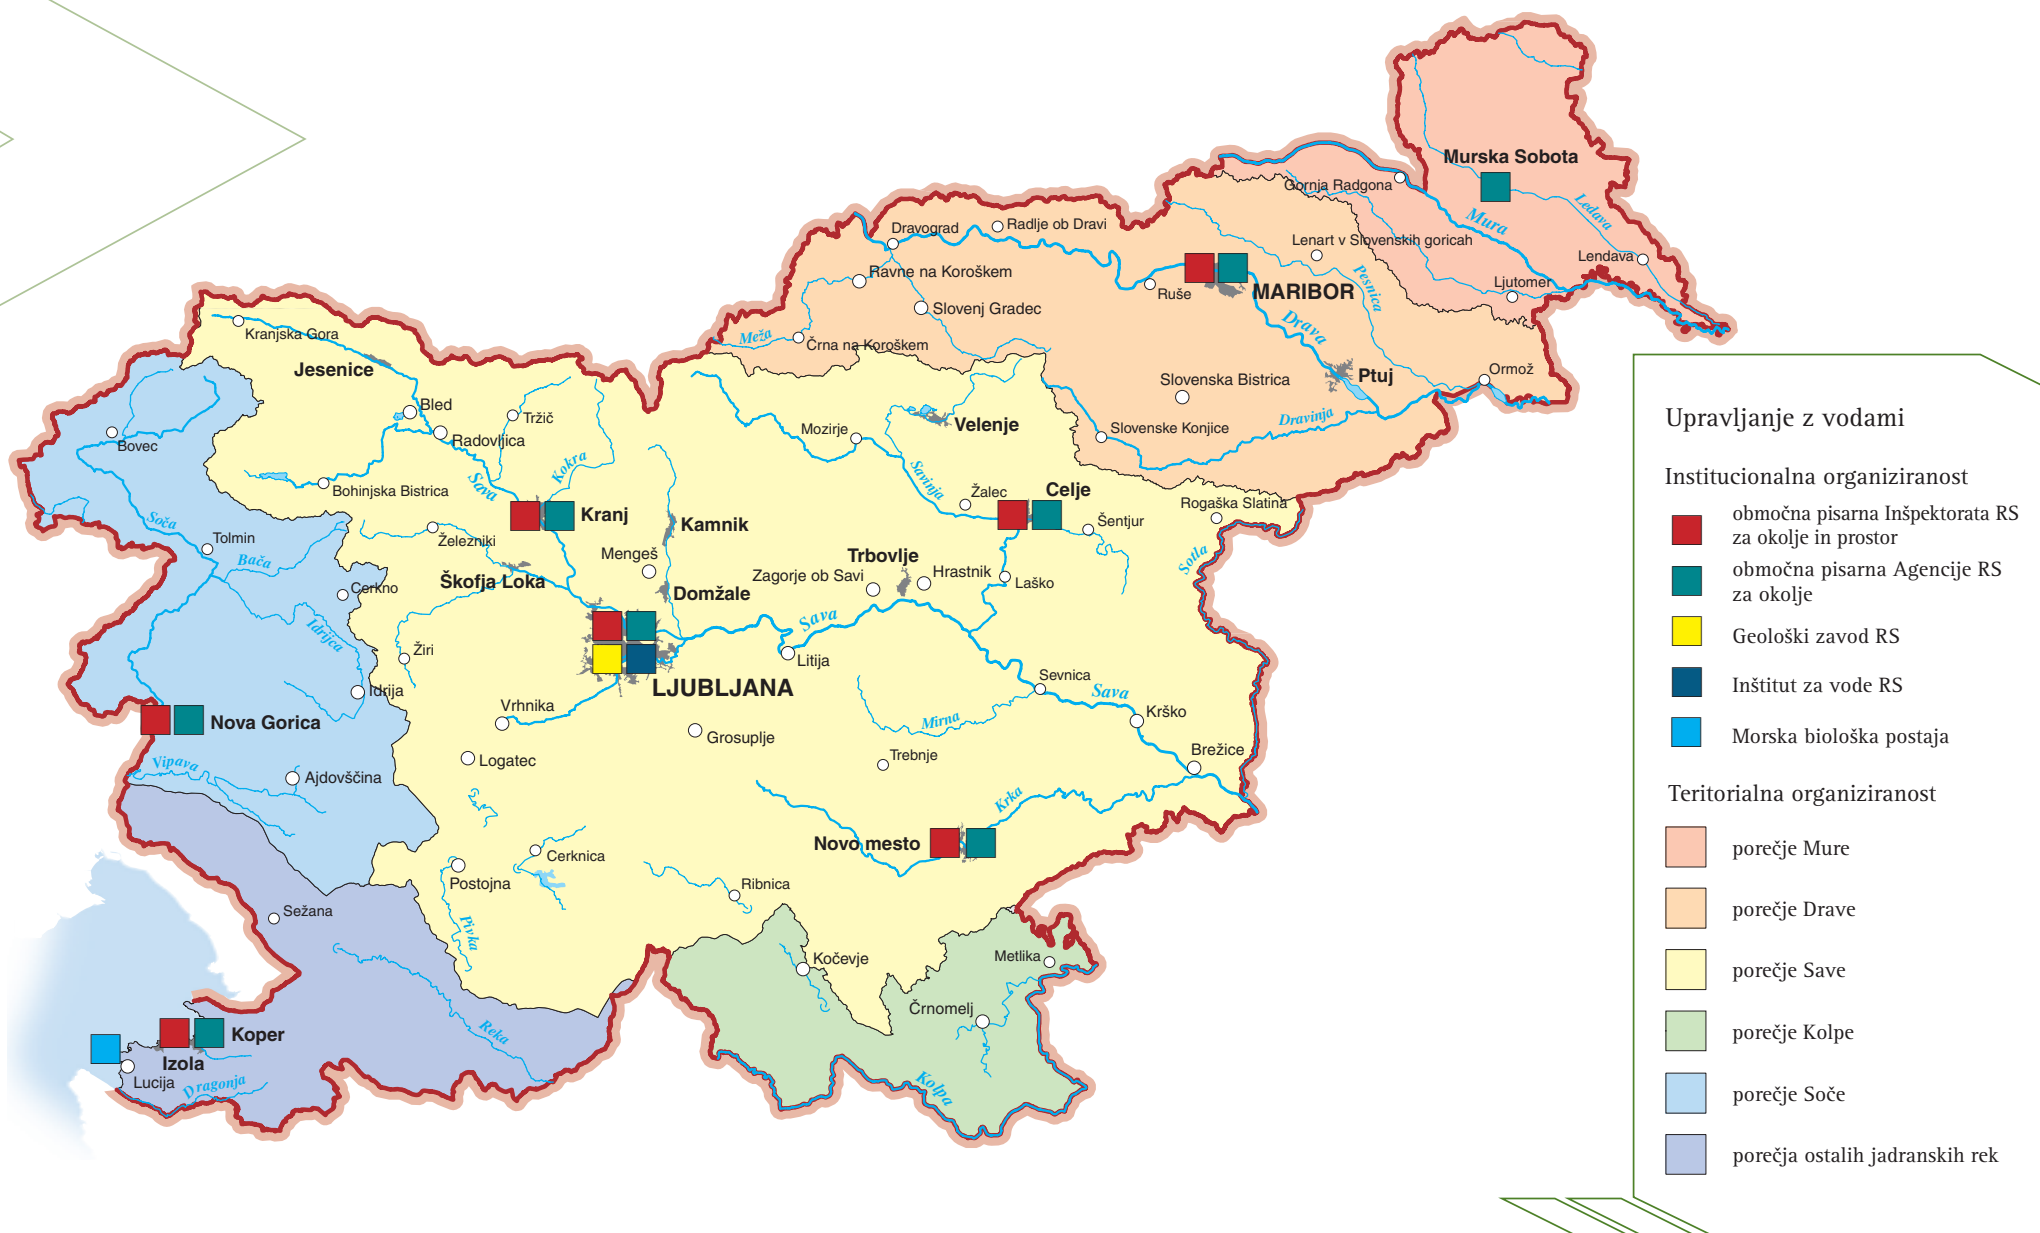 Murska Sobota
Gornja Radgona
Mura
Ledava
Dravograd
Radlje ob Dravi
Lenart v Slovenskih goricah
Lendava
Ravne na Koroškem
Ruše
MARIBOR
Pesnica
Ljutomer
Slovenj Gradec
Drava
Kranjska Gora
Meža
Črna na Koroškem
Jesenice
Slovenska Bistrica
Ptuj
Ormož
Bled
Tržič
Velenje
Dravinja
Bovec
Radovljica
Mozirje
Slovenske Konjice
Kokra
Savinja
Bohinjska Bistrica
Sava
Žalec
Celje
Rogaška Slatina
Soča
Kranj
Kamnik
Šentjur
Tolmin
Železniki
Mengeš
Trbovlje
Sotla
Bača
Škofja Loka
Zagorje ob Savi
Hrastnik
Laško
Cerkno
Domžale
Idrijca
Sava
Žiri
Litija
Idrija
LJUBLJANA
Sevnica
Sava
Vrhnika
Krško
Nova Gorica
Mirna
Grosuplje
Trebnje
Brežice
Vipava
Logatec
Ajdovščina
Krka
Novo mesto
Cerknica
Postojna
Ribnica
Sežana
Pivka
Kočevje
Metlika
Črnomelj
Reka
Koper
Izola
Lucija
Dragonja
Kolpa
Upravljanje z vodami
Institucionalna organiziranost
območna pisarna Inšpektorata RS
za okolje in prostor
območna pisarna Agencije RS
za okolje
Geološki zavod RS
Inštitut za vode RS
Morska biološka postaja
Teritorialna organiziranost
porečje Mure
porečje Drave
porečje Save
porečje Kolpe
porečje Soče
porečja ostalih jadranskih rek